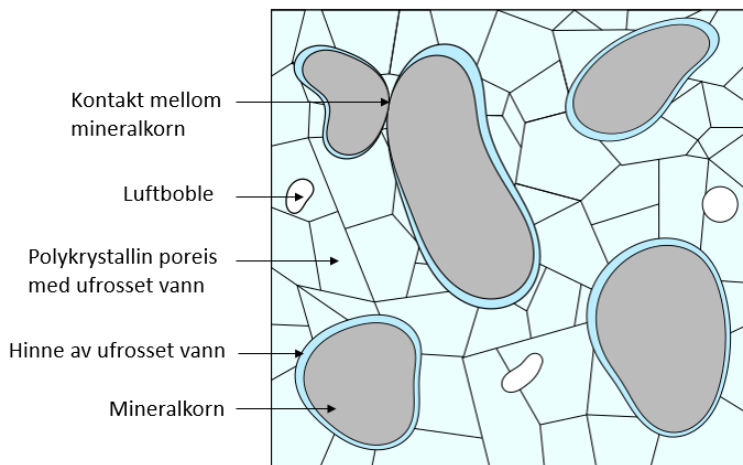 Kontakt mellom
mineralkorn
Luftboble
Polykrystallin poreis
med ufrosset vann
Hinne av ufrosset vann
Mineralkorn